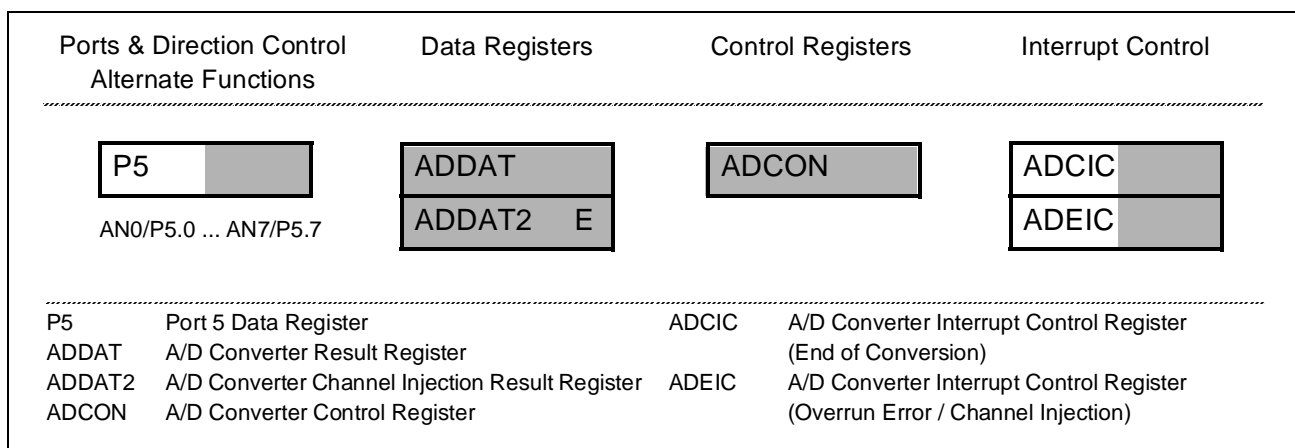 Ports & Direction Control
Alternate Functions
Data Registers
Control Registers
Interrupt Control
P5
AN0/P5.0 ... AN7/P5.7
ADDAT
ADDAT2 E
ADCON
ADCIC
ADEIC
P5 Port 5 Data Register
ADDAT A/D Converter Result Register
ADDAT2 A/D Converter Channel Injection Result Register
ADCON A/D Converter Control Register
ADCIC A/D Converter Interrupt Control Register
(End of Conversion)
ADEIC A/D Converter Interrupt Control Register
(Overrun Error / Channel Injection)